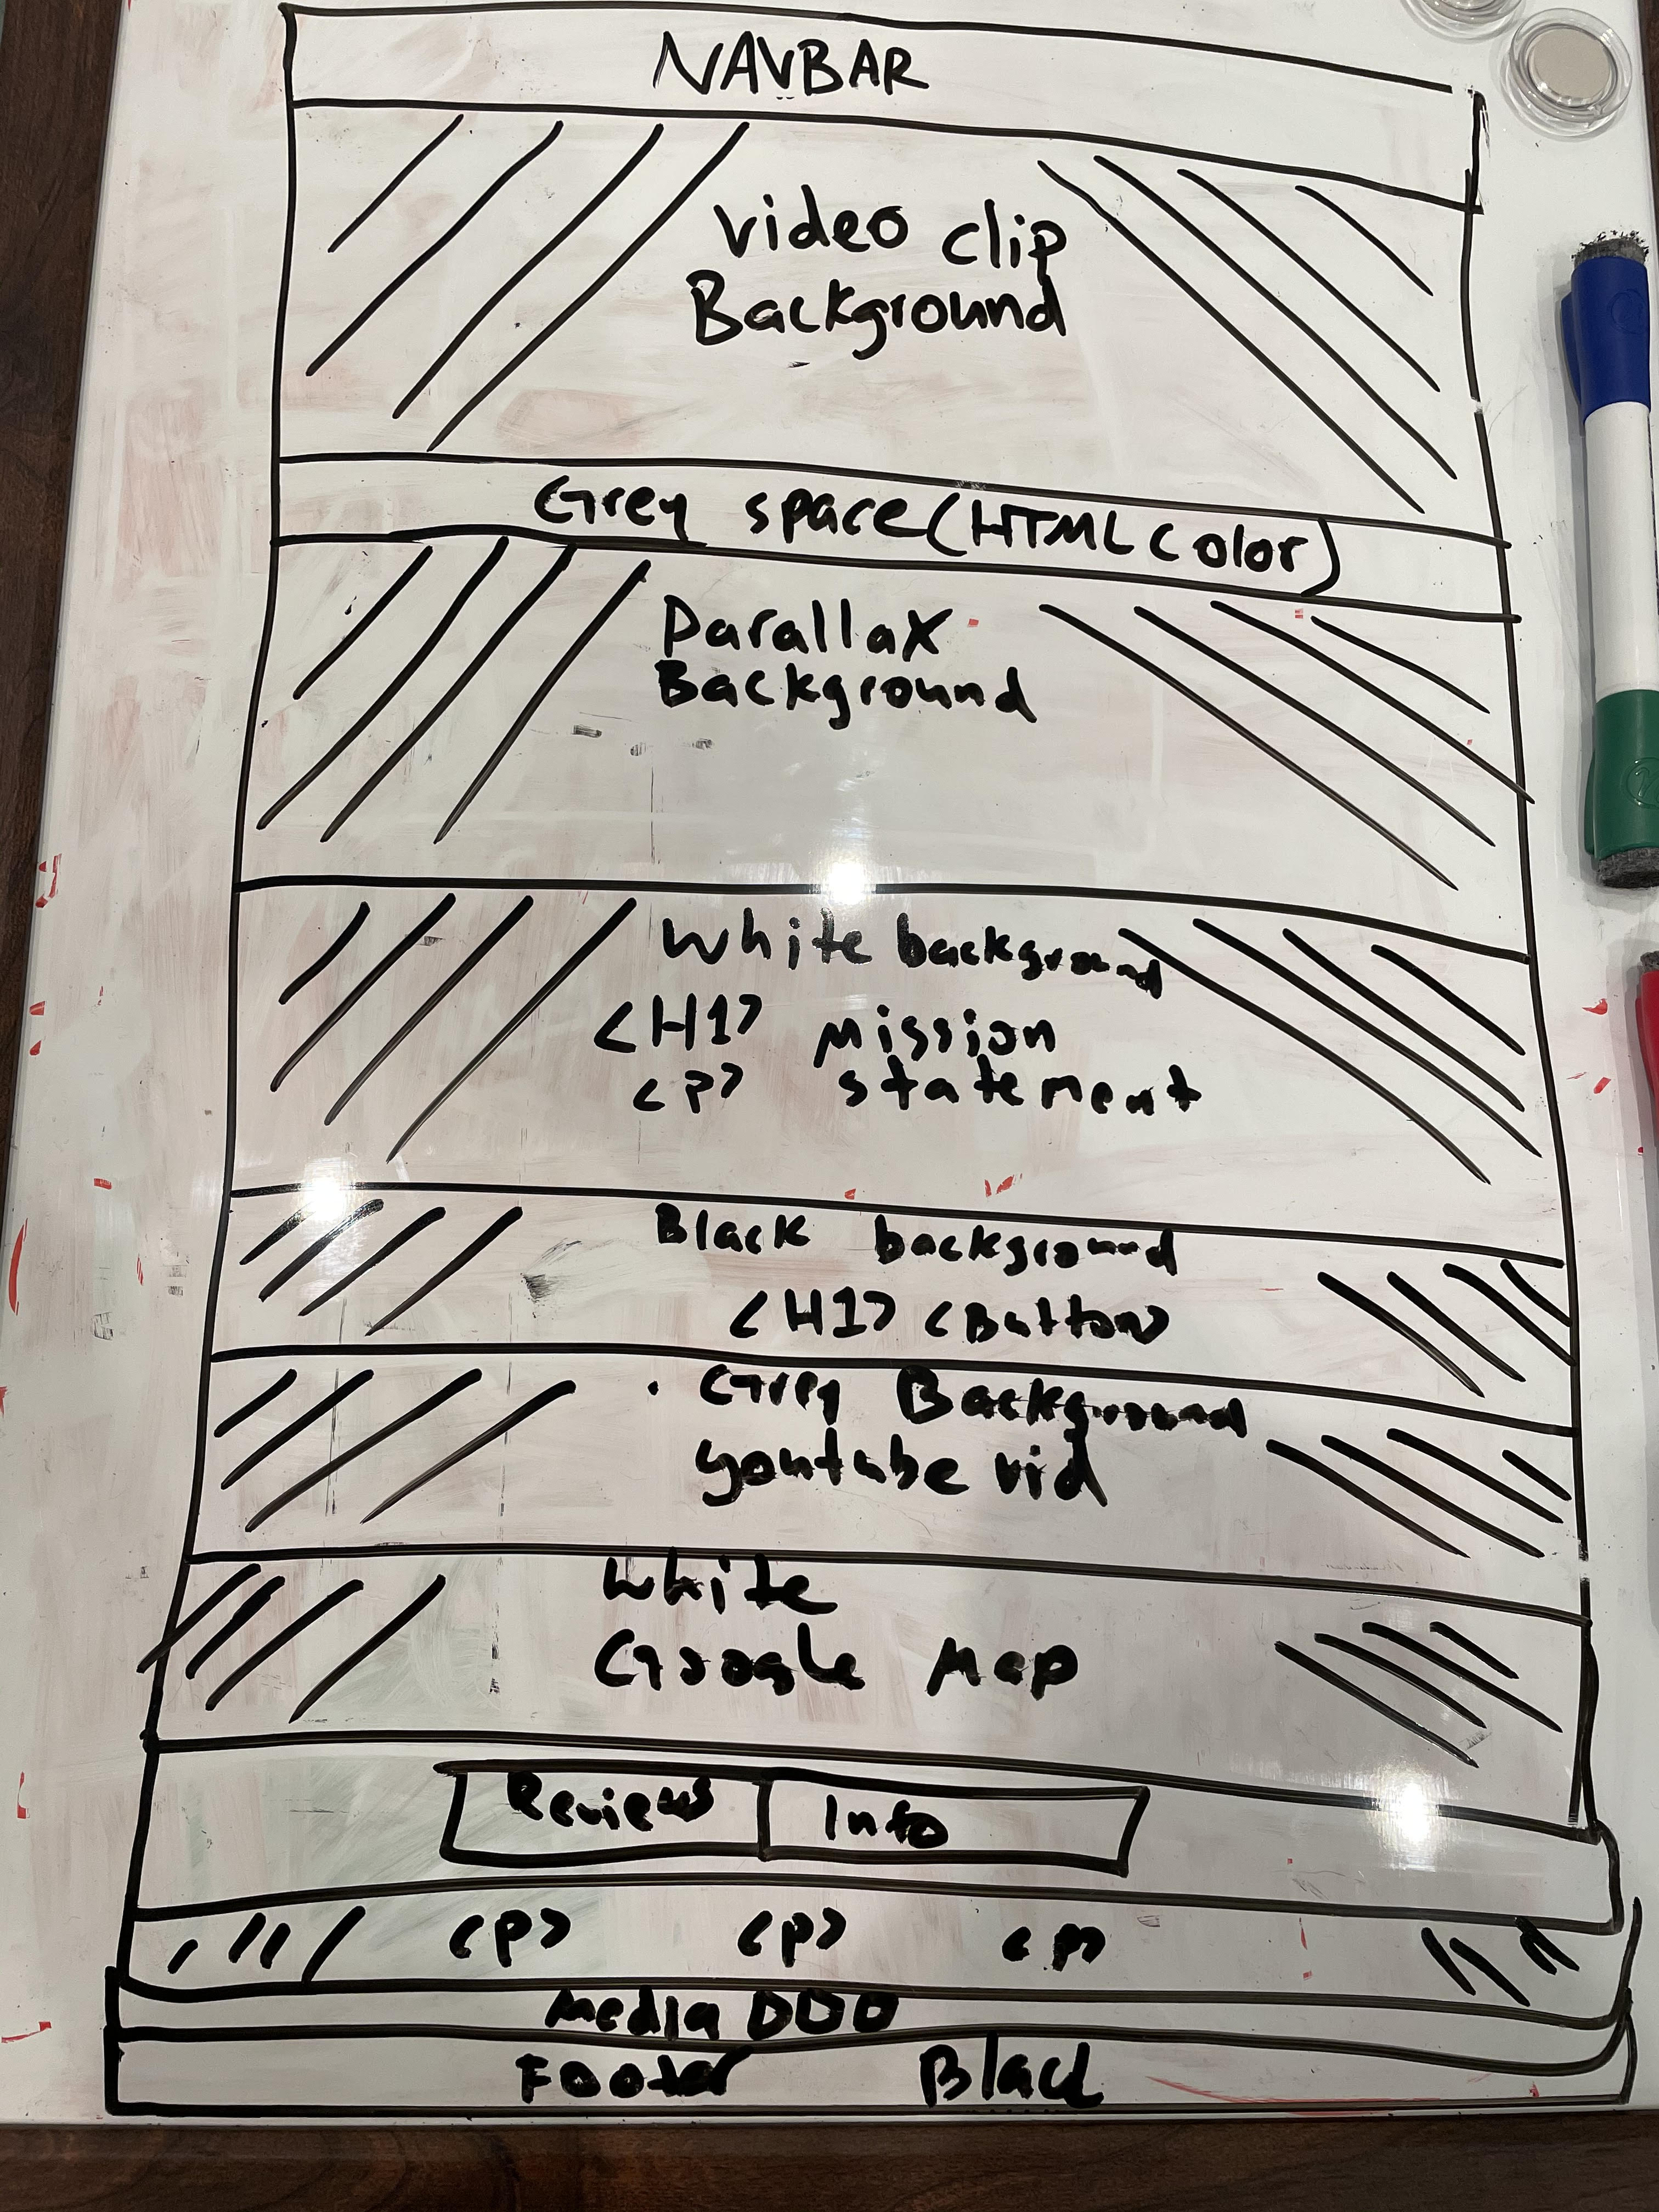 NAVBAR
video clip
Background
Grey space (HTML color)
Parallax
Background
White background
<H1> Mission
<P> statement
Black background
<H1> <Button>
Grey Background
youtube vid
White
Google Map
Reviews Info
<P> <P> <P>
Media
Footer Black